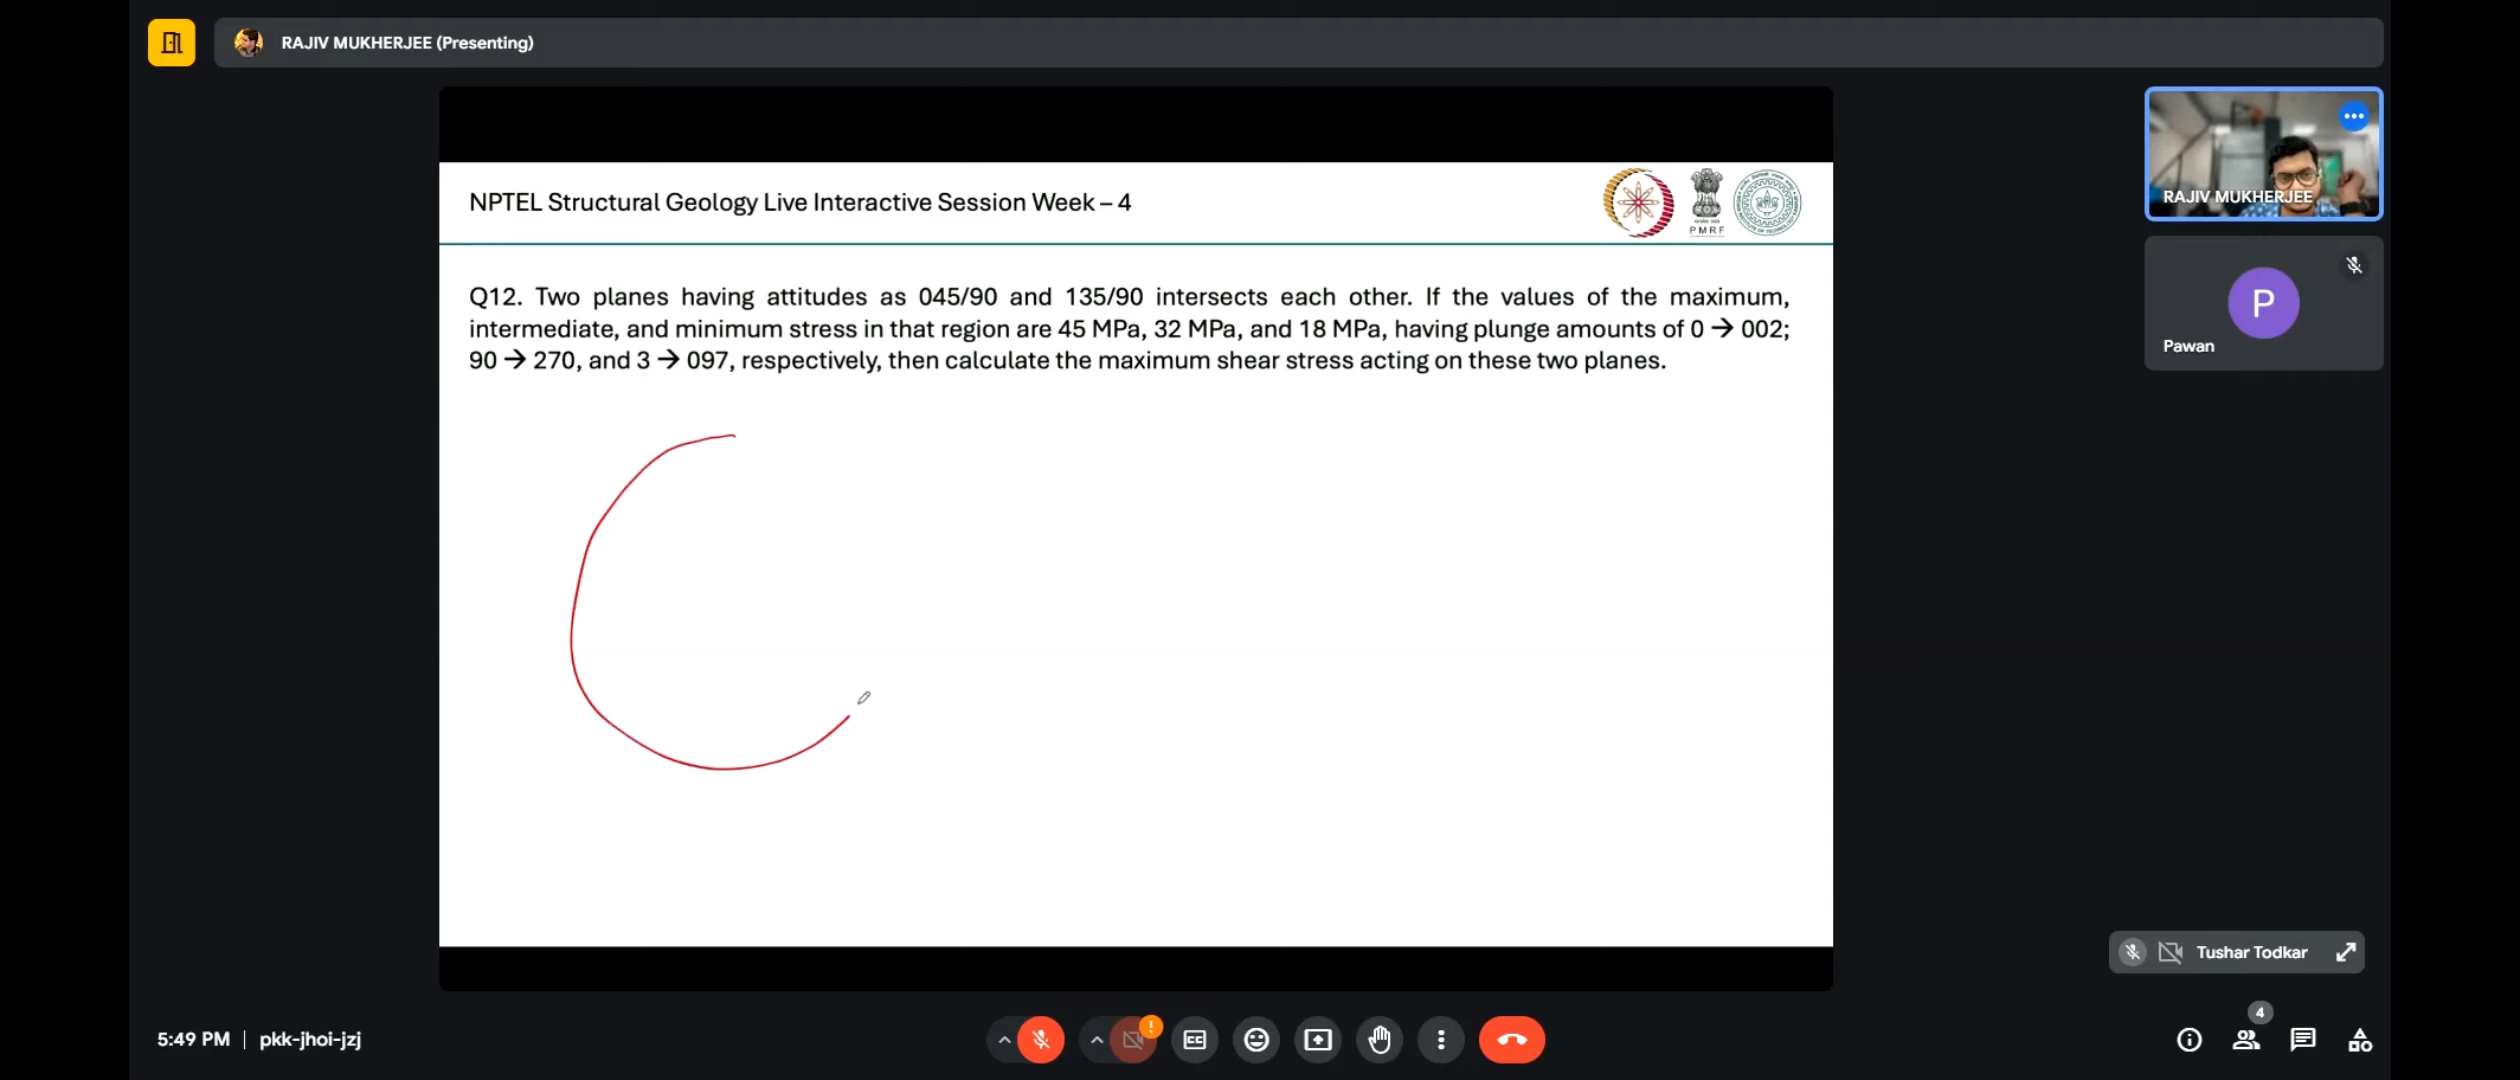 RAJIV MUKHERJEE (Presenting)
NPTEL Structural Geology Live Interactive Session Week – 4
PMRF
Q12. Two planes having attitudes as 045/90 and 135/90 intersects each other. If the values of the maximum,
intermediate, and minimum stress in that region are 45 MPa, 32 MPa, and 18 MPa, having plunge amounts of 0 → 002;
90 → 270, and 3 → 097, respectively, then calculate the maximum shear stress acting on these two planes.
RAJIV MUKHERJEE
P
Pawan
Tushar Todkar
5:49 PM | pkk-jhoi-jzj
!
CC
4